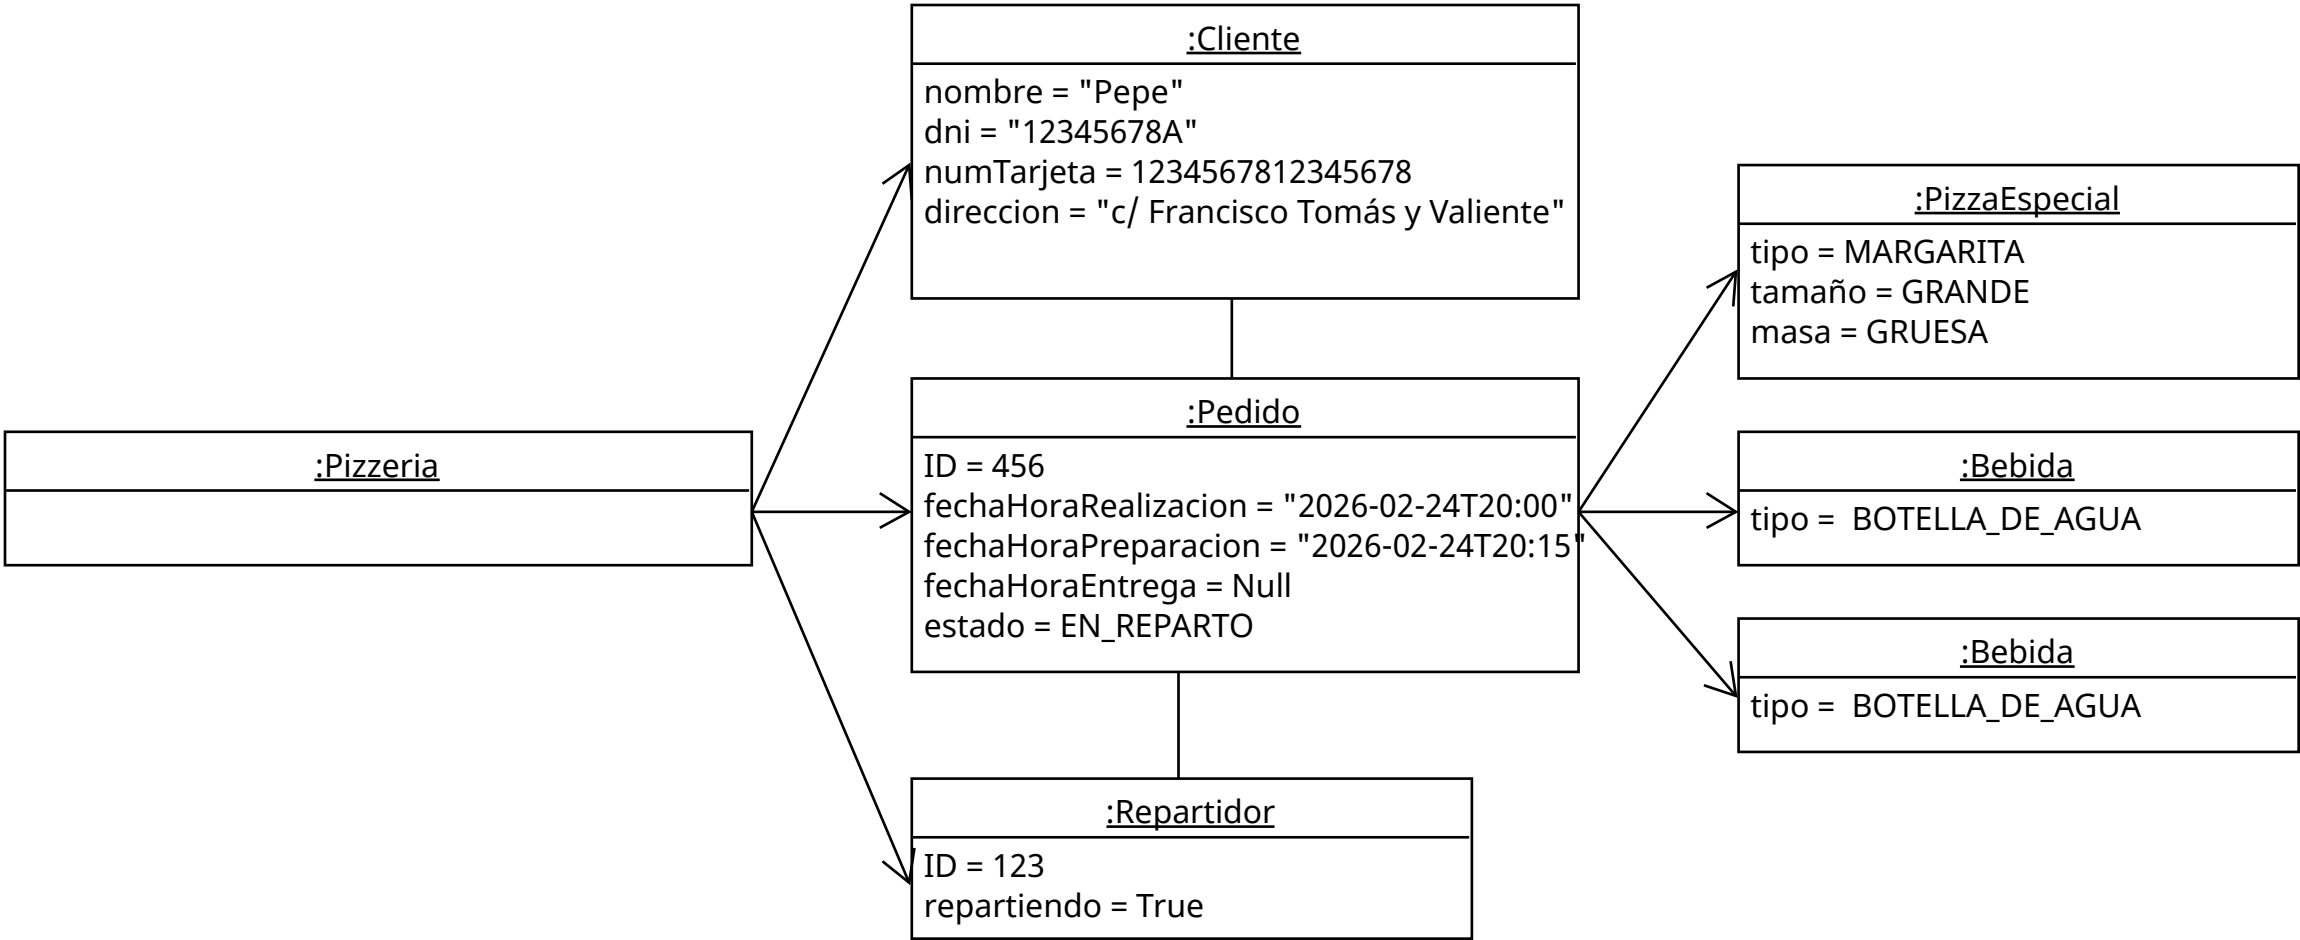 :Cliente
nombre = "Pepe"
dni = "12345678A"
numTarjeta = 1234567812345678
direccion = "c/ Francisco Tomás y Valiente"
:PizzaEspecial
tipo = MARGARITA
tamaño = GRANDE
masa = GRUESA
:Pizzeria
:Pedido
ID = 456
fechaHoraRealizacion = "2026-02-24T20:00"
fechaHoraPreparacion = "2026-02-24T20:15"
fechaHoraEntrega = Null
estado = EN_REPARTO
:Bebida
tipo =  BOTELLA_DE_AGUA
:Bebida
tipo =  BOTELLA_DE_AGUA
:Repartidor
ID = 123
repartiendo = True